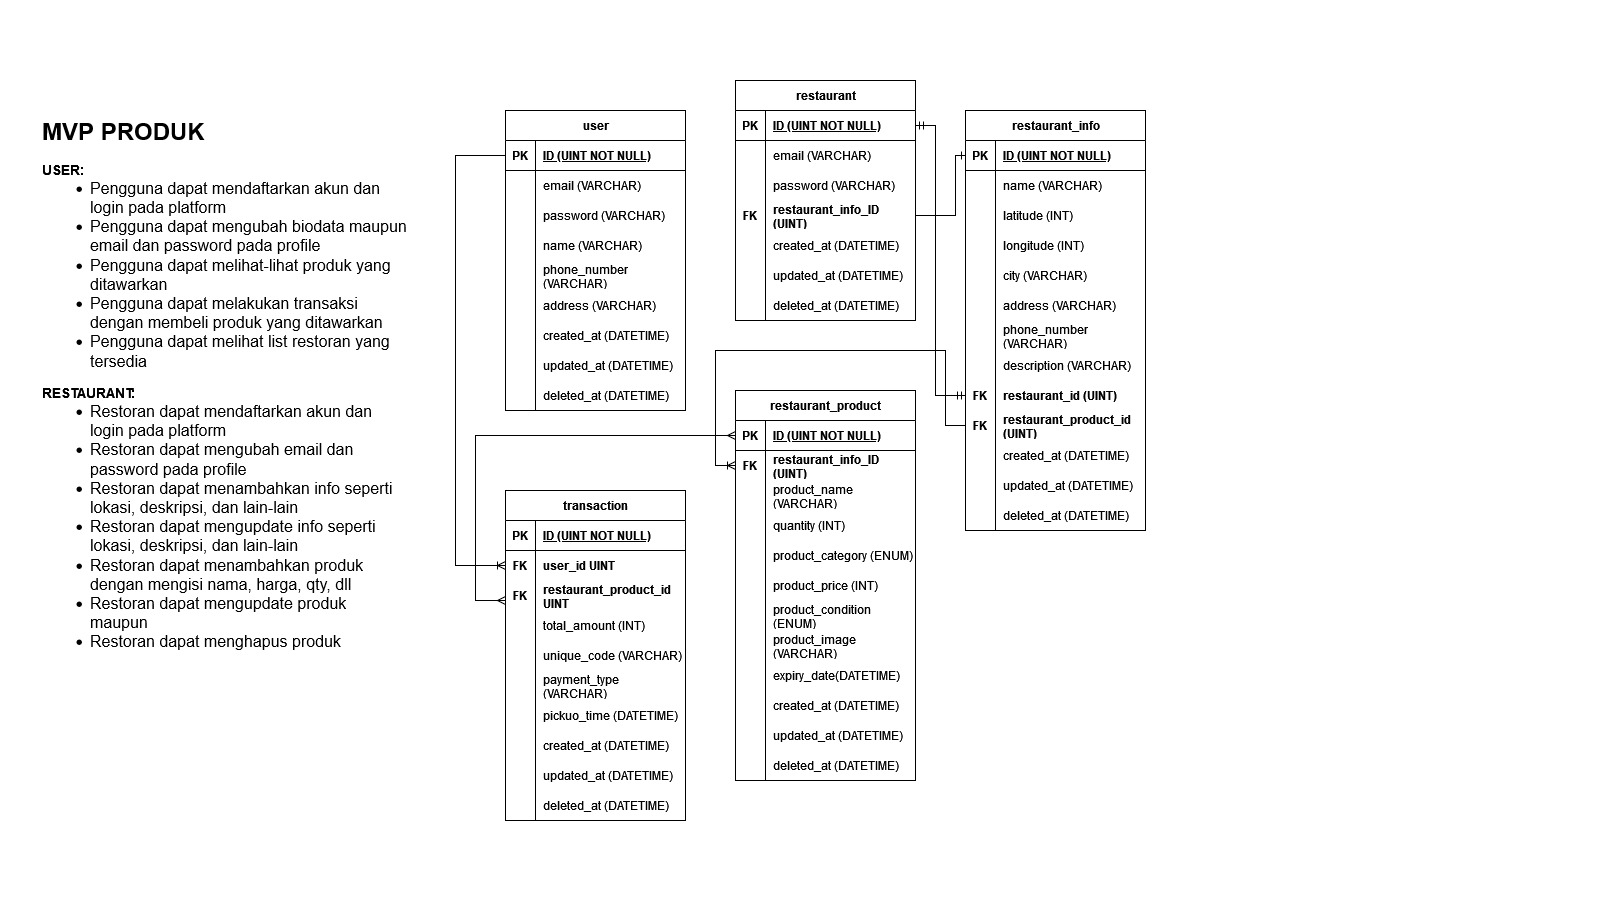 MVP PRODUK
USER:
• Pengguna dapat mendaftarkan akun dan
login pada platform
• Pengguna dapat mengubah biodata maupun
email dan password pada profile
• Pengguna dapat melihat-lihat produk yang
ditawarkan
• Pengguna dapat melakukan transaksi
dengan membeli produk yang ditawarkan
• Pengguna dapat melihat list restoran yang
tersedia
RESTAURANT:
• Restoran dapat mendaftarkan akun dan
login pada platform
• Restoran dapat mengubah email dan
password pada profile
• Restoran dapat menambahkan info seperti
lokasi, deskripsi, dan lain-lain
• Restoran dapat mengupdate info seperti
lokasi, deskripsi, dan lain-lain
• Restoran dapat menambahkan produk
dengan mengisi nama, harga, qty, dll
• Restoran dapat mengupdate produk
maupun
• Restoran dapat menghapus produk
user
PK ID (UINT NOT NULL)
email (VARCHAR)
password (VARCHAR)
name (VARCHAR)
phone_number
(VARCHAR)
address (VARCHAR)
created_at (DATETIME)
updated_at (DATETIME)
deleted_at (DATETIME)
transaction
PK ID (UINT NOT NULL)
FK user_id UINT
FK restaurant_product_id
UINT
total_amount (INT)
unique_code (VARCHAR)
payment_type
(VARCHAR)
pickuo_time (DATETIME)
created_at (DATETIME)
updated_at (DATETIME)
deleted_at (DATETIME)
restaurant
PK ID (UINT NOT NULL)
email (VARCHAR)
password (VARCHAR)
FK restaurant_info_ID
(UINT)
created_at (DATETIME)
updated_at (DATETIME)
deleted_at (DATETIME)
restaurant_product
PK ID (UINT NOT NULL)
FK restaurant_info_ID
(UINT)
product_name
(VARCHAR)
quantity (INT)
product_category (ENUM)
product_price (INT)
product_condition
(ENUM)
product_image
(VARCHAR)
expiry_date(DATETIME)
created_at (DATETIME)
updated_at (DATETIME)
deleted_at (DATETIME)
restaurant_info
PK ID (UINT NOT NULL)
name (VARCHAR)
latitude (INT)
longitude (INT)
city (VARCHAR)
address (VARCHAR)
phone_number
(VARCHAR)
description (VARCHAR)
FK restaurant_id (UINT)
FK restaurant_product_id
(UINT)
created_at (DATETIME)
updated_at (DATETIME)
deleted_at (DATETIME)